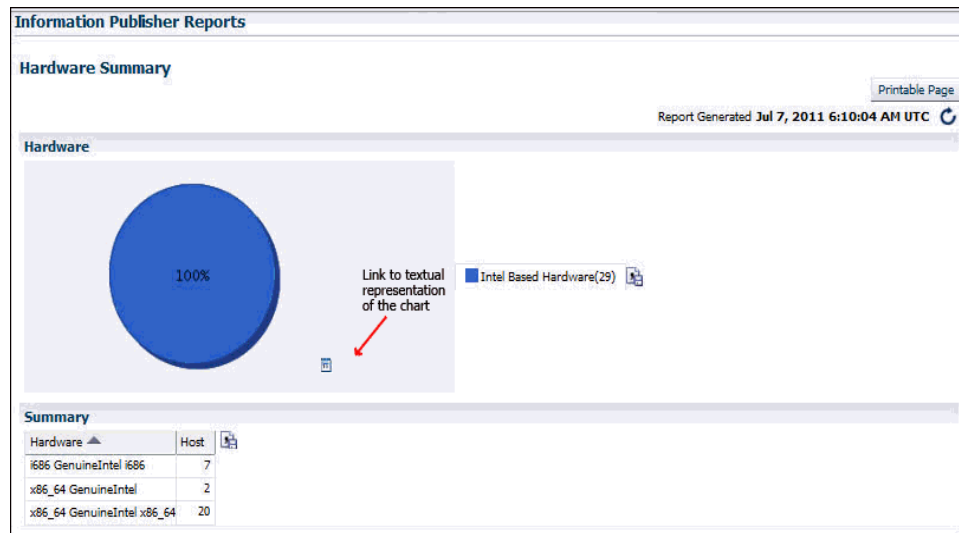 Information Publisher Reports
Hardware Summary
Printable Page
Report Generated Jul 7, 2011 6:10:04 AM UTC
Hardware
100%
Link to textual
representation
of the chart
Intel Based Hardware(29)
Summary
Hardware Host
i686 GenuineIntel i686 7
x86_64 GenuineIntel 2
x86_64 GenuineIntel x86_64 20